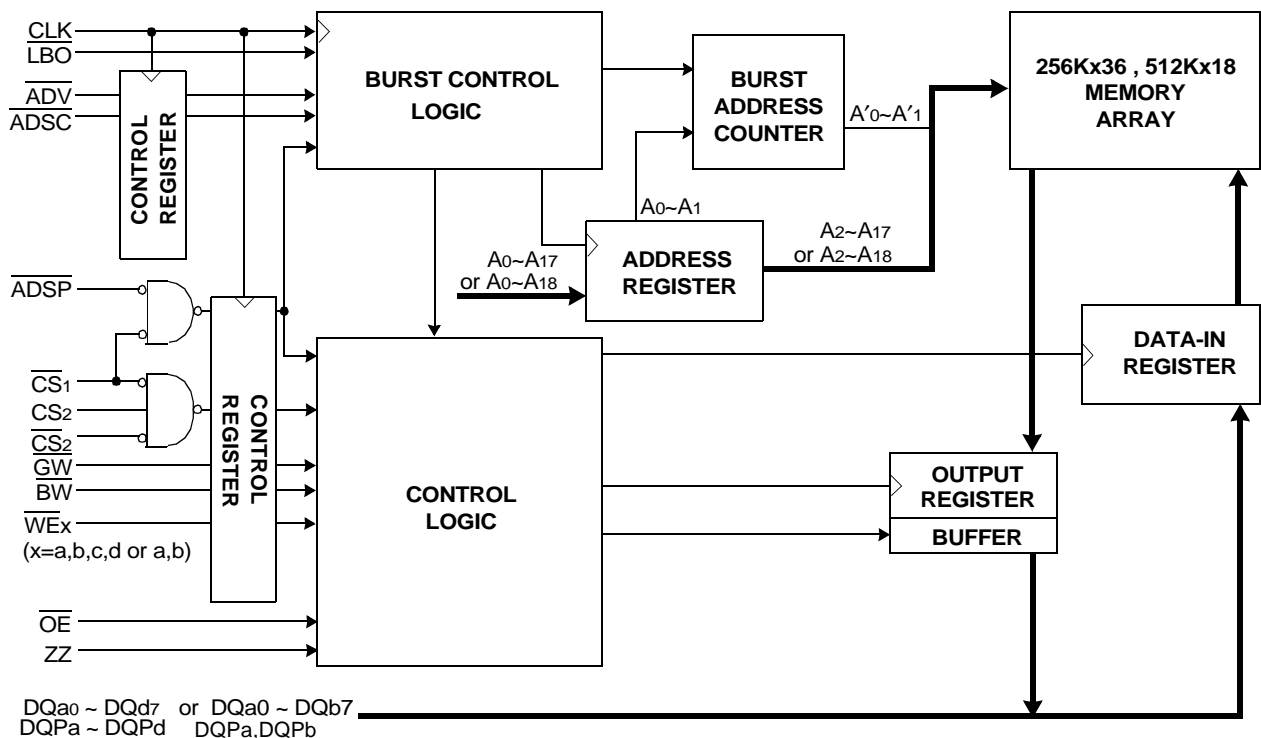 CLK
LBO
ADV
ADSC
CONTROL
REGISTER
BURST CONTROL
LOGIC
BURST
ADDRESS
COUNTER
A′0~A′1
256Kx36 , 512Kx18
MEMORY
ARRAY
A0~A1
A2~A17
or A2~A18
A0~A17
or A0~A18
ADDRESS
REGISTER
ADSP
CS1
CS2
CS2
GW
BW
WEx
(x=a,b,c,d or a,b)
OE
ZZ
CONTROL
REGISTER
CONTROL
LOGIC
DATA-IN
REGISTER
OUTPUT
REGISTER
BUFFER
DQa0 ~ DQd7 or DQa0 ~ DQb7
DQPa ~ DQPd DQPa,DQPb